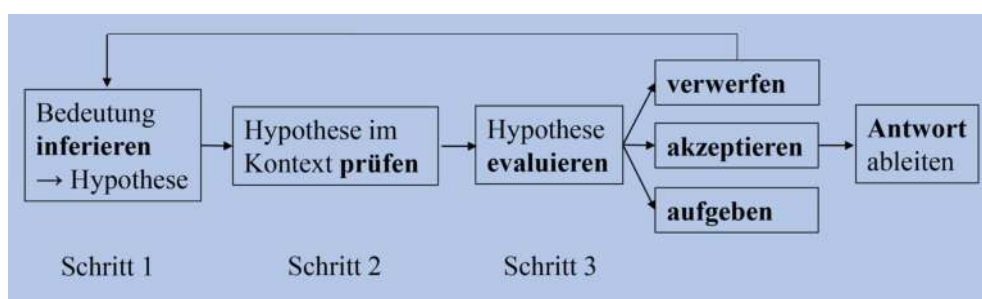 Bedeutung
inferieren
→ Hypothese
Hypothese im
Kontext prüfen
Hypothese
evaluieren
verwerfen
akzeptieren
aufgeben
Antwort
ableiten
Schritt 1
Schritt 2
Schritt 3